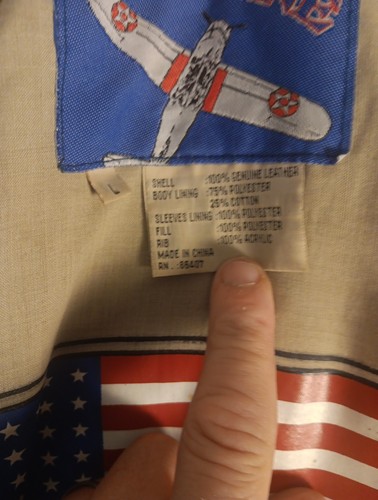 L
SHELL :100% GENUINE LEATHER
BODY LINING :75% POLYESTER
25% COTTON
SLEEVES LINING :100% POLYESTER
FILL :100% POLYESTER
RIB :100% ACRYLIC
MADE IN CHINA
RN. :86407